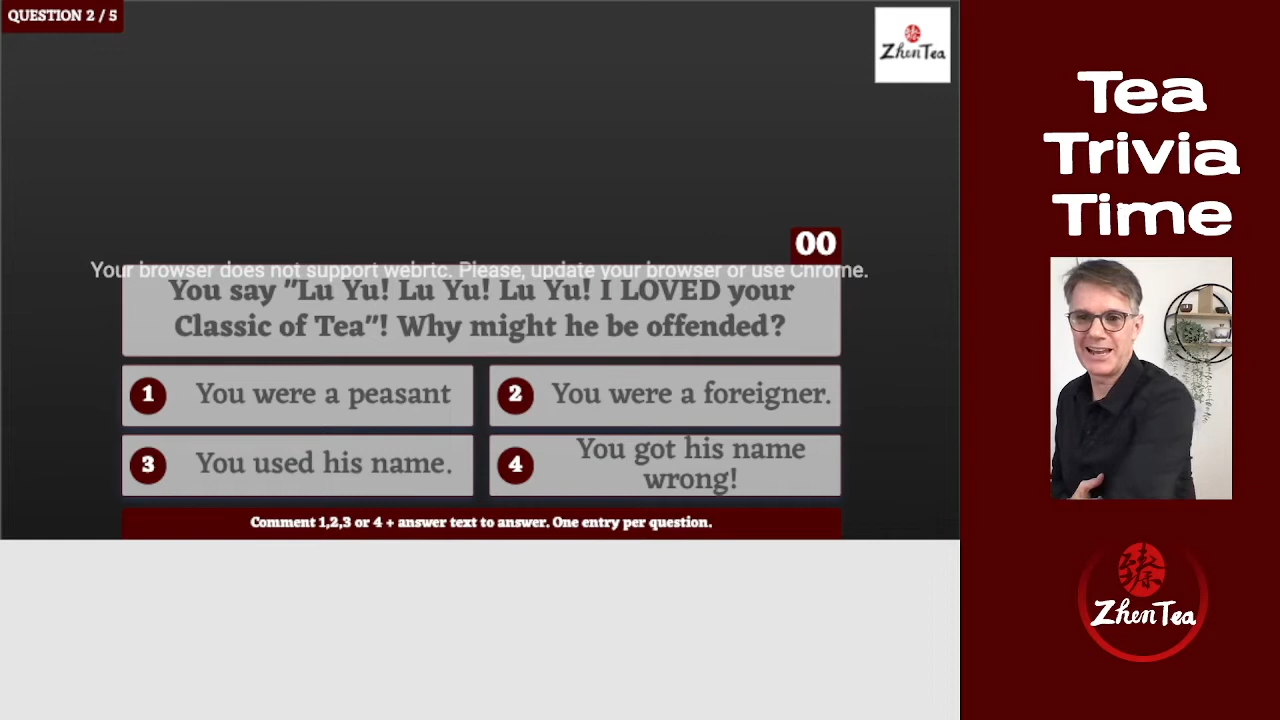 QUESTION 2 / 5
ZhenTea
00
Your browser does not support webrtc. Please, update your browser or use Chrome.
You say "Lu Yu! Lu Yu! Lu Yu! I LOVED your
Classic of Tea"! Why might he be offended?
1 You were a peasant
2 You were a foreigner.
3 You used his name.
4 You got his name
wrong!
Comment 1,2,3 or 4 + answer text to answer. One entry per question.
Tea
Trivia
Time
臻
ZhenTea